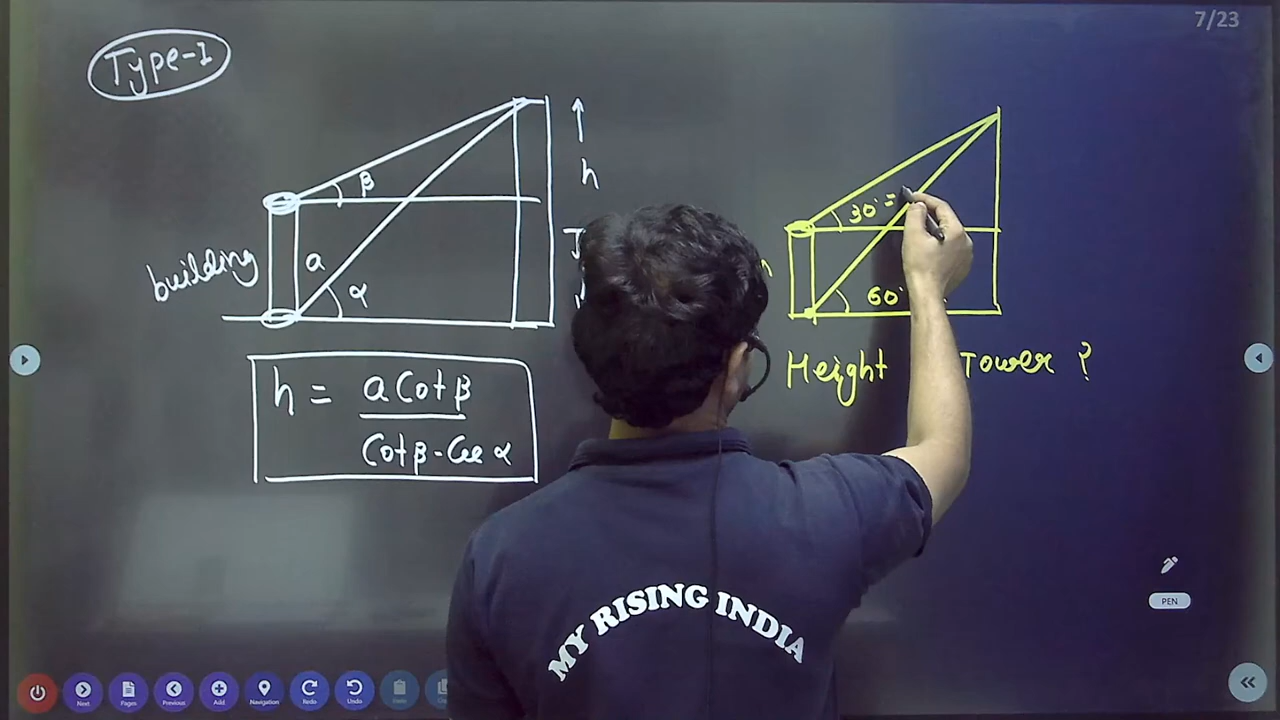 7/23
Type-I
β
h
building
a
α
30° =
60°
h = a Cot β
Cot β - Cot α
Height
Tower ?
MY RISING INDIA
PEN
Next
Pages
Previous
Add
Navigation
Redo
Undo